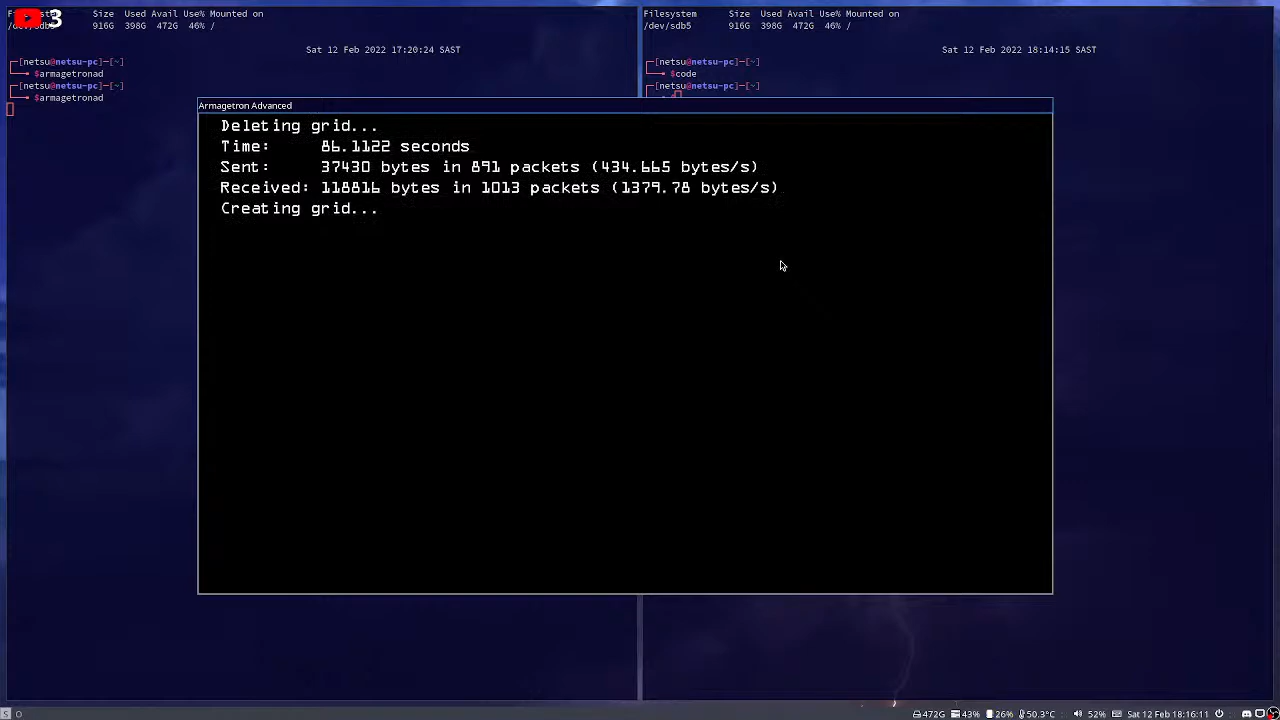 3
Filesystem Size Used Avail Use% Mounted on
/dev/sdb5 916G 398G 472G 46% /
Sat 12 Feb 2022 17:20:24 SAST
[netsu@netsu-pc]-[~]
$armagetronad
[netsu@netsu-pc]-[~]
$armagetronad
Filesystem Size Used Avail Use% Mounted on
/dev/sdb5 916G 398G 472G 46% /
Sat 12 Feb 2022 18:14:15 SAST
[netsu@netsu-pc]-[~]
$code
[netsu@netsu-pc]-[~]
Armagetron Advanced
Deleting grid...
Time: 86.1122 seconds
Sent: 37430 bytes in 891 packets (434.665 bytes/s)
Received: 118816 bytes in 1013 packets (1379.78 bytes/s)
Creating grid...
S O 472G 43% 26% 50.3°C 52% Sat 12 Feb 18:16:11